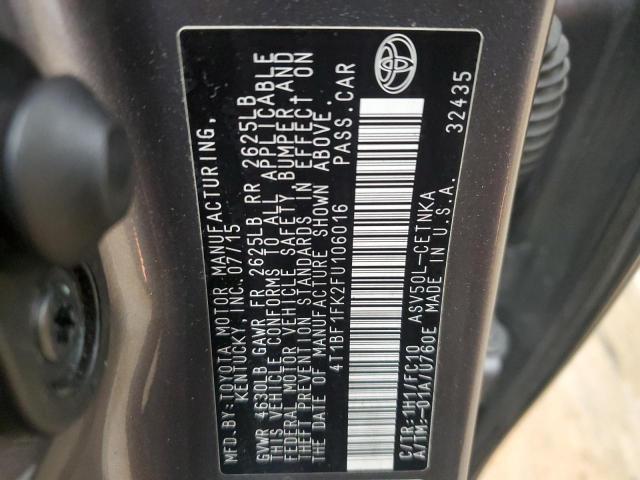 MFD.BY:TOYOTA MOTOR MANUFACTURING,
KENTUCKY, INC. 07/15
GVWR 4630LB GAWR FR 2625LB RR 2625LB
THIS VEHICLE CONFORMS TO ALL APPLICABLE
FEDERAL MOTOR VEHICLE SAFETY, BUMPER, AND
THEFT PREVENTION STANDARDS IN EFFECT ON
THE DATE OF MANUFACTURE SHOWN ABOVE.
4T1BF1FK2FU106016 PASS.CAR
C/TR:1H1/FC10 ASV50L-CETNKA
A/TM:-01A/U760E MADE IN U.S.A.
32435